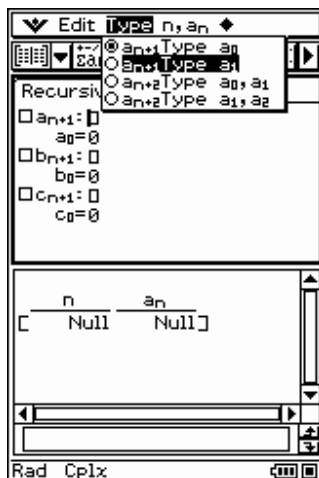 Edit Type n,aₙ
aₙ₊₁Type a₀
aₙ₊₁Type a₁
aₙ₊₂Type a₀,a₁
aₙ₊₂Type a₁,a₂
Recursiv
aₙ₊₁:
a₀=0
bₙ₊₁:
b₀=0
cₙ₊₁:
c₀=0
n aₙ
[ Null Null]
Rad Cplx